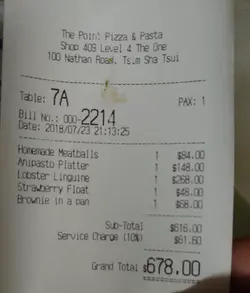 The Point Pizza & Pasta
Shop 409 Level 4 The One
100 Nathan Road, Tsim Sha Tsui
Table: 7A PAX: 1
Bill No.: 000-2214
Date: 2018/07/23 21:13:25
Homemade Meatballs 1 $84.00
Anipasto Platter 1 $148.00
Lobster Linguine 1 $268.00
Strawberry Float 1 $48.00
Brownie in a pan 1 $68.00
Sub-Total $616.00
Service Charge (10%) $61.60
Grand Total $678.00